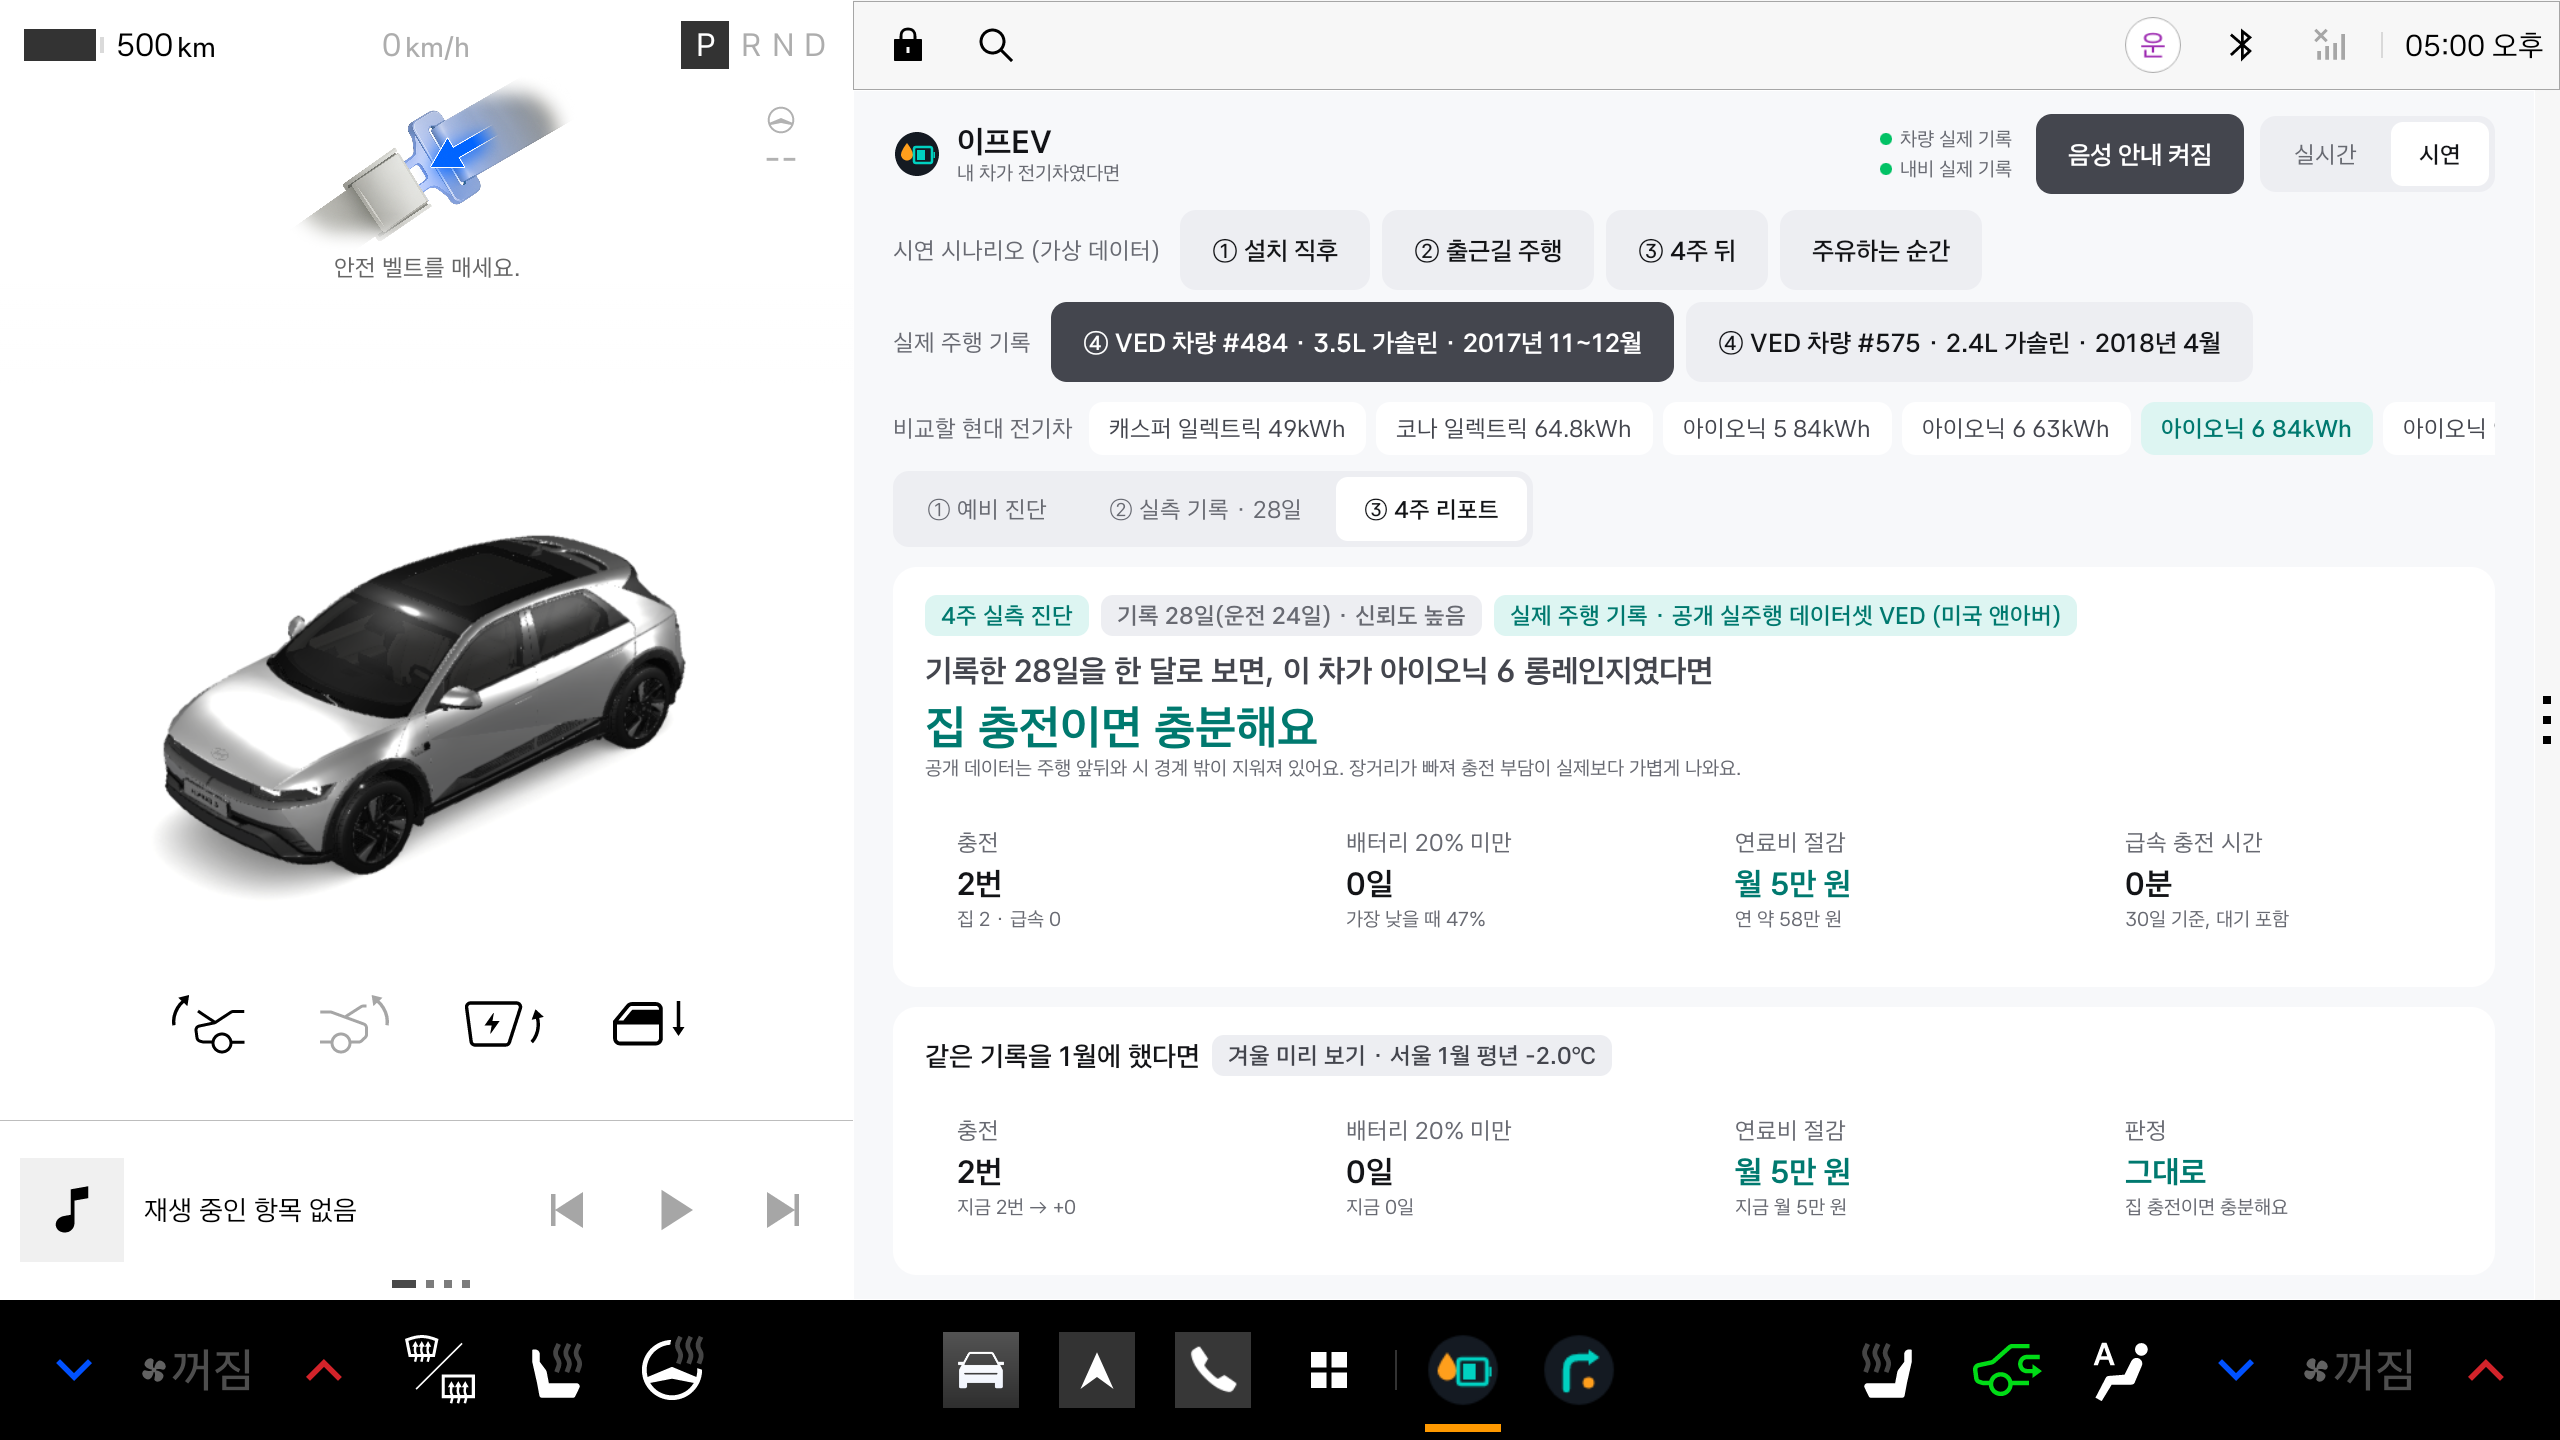 500 km
0 km/h
P R N D
안전 벨트를 매세요.
재생 중인 항목 없음
운
05:00 오후
이프EV
내 차가 전기차였다면
차량 실제 기록
내비 실제 기록
음성 안내 켜짐
실시간
시연
시연 시나리오 (가상 데이터)
① 설치 직후
② 출근길 주행
③ 4주 뒤
주유하는 순간
실제 주행 기록
④ VED 차량 #484 · 3.5L 가솔린 · 2017년 11~12월
④ VED 차량 #575 · 2.4L 가솔린 · 2018년 4월
비교할 현대 전기차
캐스퍼 일렉트릭 49kWh
코나 일렉트릭 64.8kWh
아이오닉 5 84kWh
아이오닉 6 63kWh
아이오닉 6 84kWh
아이오닉
① 예비 진단
② 실측 기록 · 28일
③ 4주 리포트
4주 실측 진단
기록 28일(운전 24일) · 신뢰도 높음
실제 주행 기록 · 공개 실주행 데이터셋 VED (미국 앤아버)
기록한 28일을 한 달로 보면, 이 차가 아이오닉 6 롱레인지였다면
집 충전이면 충분해요
공개 데이터는 주행 앞뒤와 시 경계 밖이 지워져 있어요. 장거리가 빠져 충전 부담이 실제보다 가볍게 나와요.
충전
2번
집 2 · 급속 0
배터리 20% 미만
0일
가장 낮을 때 47%
연료비 절감
월 5만 원
연 약 58만 원
급속 충전 시간
0분
30일 기준, 대기 포함
같은 기록을 1월에 했다면
겨울 미리 보기 · 서울 1월 평년 -2.0℃
충전
2번
지금 2번 → +0
배터리 20% 미만
0일
지금 0일
연료비 절감
월 5만 원
지금 월 5만 원
판정
그대로
집 충전이면 충분해요
꺼짐
A
꺼짐